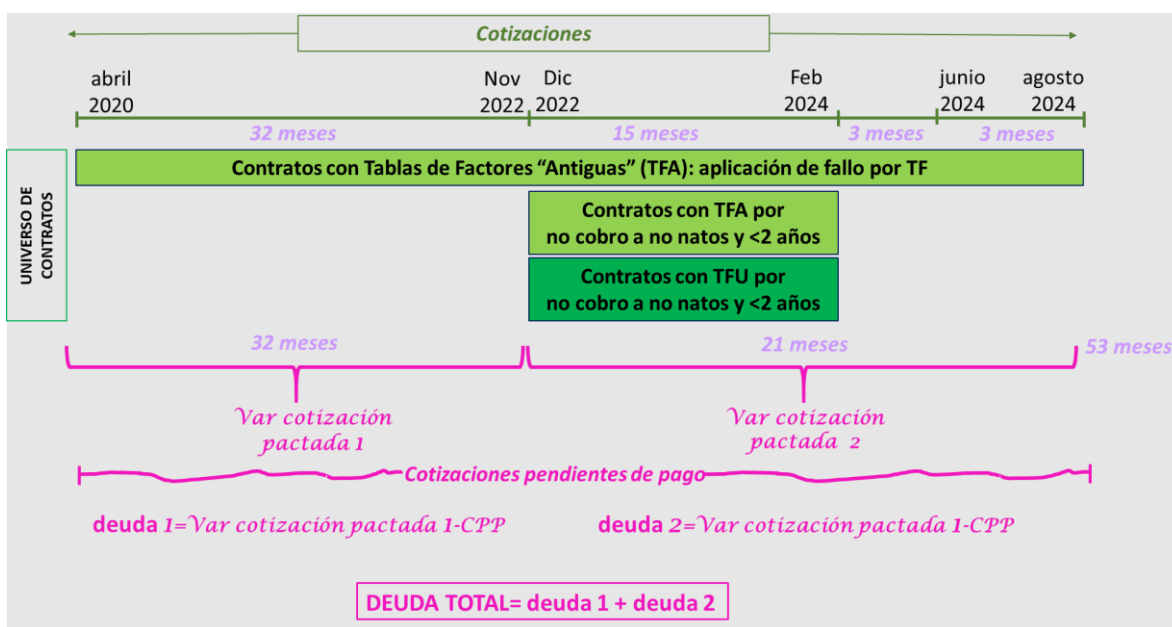 Cotizaciones
abril
2020
Nov
2022
Dic
2022
Feb
2024
junio
2024
agosto
2024
32 meses
15 meses
3 meses
3 meses
UNIVERSO DE
CONTRATOS
Contratos con Tablas de Factores “Antiguas” (TFA): aplicación de fallo por TF
Contratos con TFA por
no cobro a no natos y <2 años
Contratos con TFU por
no cobro a no natos y <2 años
32 meses
21 meses
53 meses
Var cotización
pactada 1
Var cotización
pactada 2
Cotizaciones pendientes de pago
deuda 1=Var cotización pactada 1-CPP
deuda 2=Var cotización pactada 1-CPP
DEUDA TOTAL= deuda 1 + deuda 2